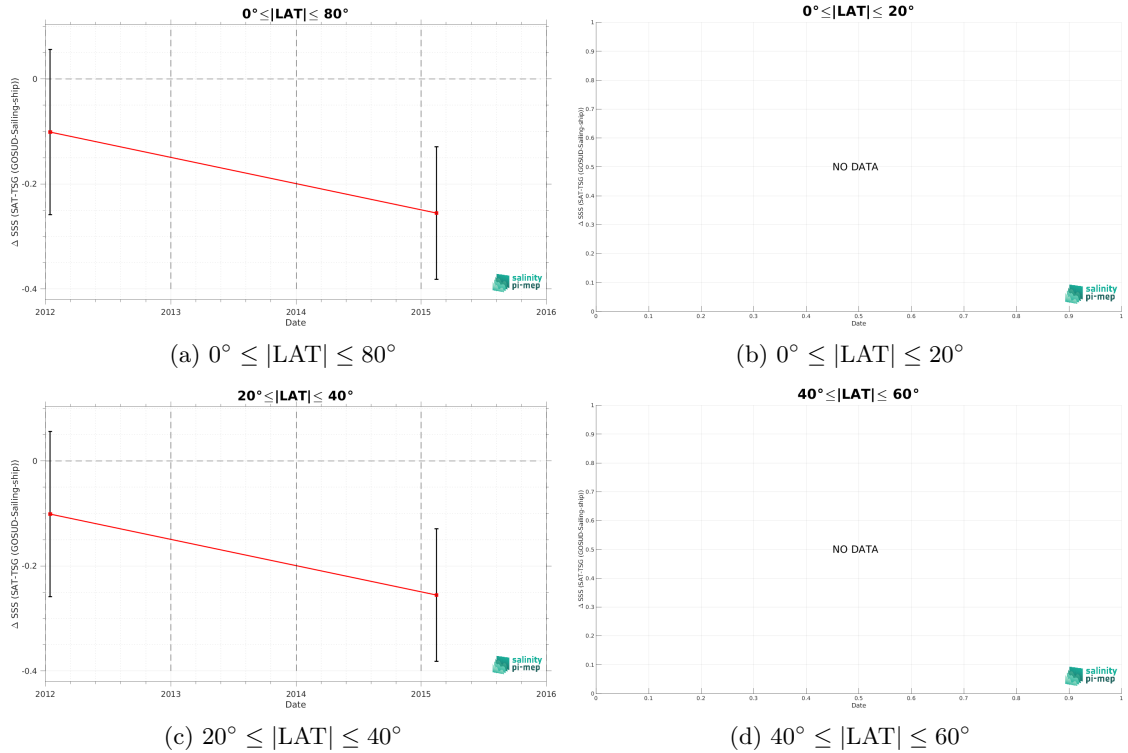 0°≤|LAT|≤ 80°
Δ SSS (SAT-TSG (GOSUD-Sailing-ship))
0
-0.2
-0.4
2012 2013 2014 2015 2016
Date
salinity
pi-mep
(a) 0° ≤ |LAT| ≤ 80°
0°≤|LAT|≤ 20°
Δ SSS (SAT-TSG (GOSUD-Sailing-ship))
1
0.9
0.8
0.7
0.6
0.5
0.4
0.3
0.2
0.1
0
NO DATA
0 0.1 0.2 0.3 0.4 0.5 0.6 0.7 0.8 0.9 1
Date
salinity
pi-mep
(b) 0° ≤ |LAT| ≤ 20°
20°≤|LAT|≤ 40°
Δ SSS (SAT-TSG (GOSUD-Sailing-ship))
0
-0.2
-0.4
2012 2013 2014 2015 2016
Date
salinity
pi-mep
(c) 20° ≤ |LAT| ≤ 40°
40°≤|LAT|≤ 60°
Δ SSS (SAT-TSG (GOSUD-Sailing-ship))
1
0.9
0.8
0.7
0.6
0.5
0.4
0.3
0.2
0.1
0
NO DATA
0 0.1 0.2 0.3 0.4 0.5 0.6 0.7 0.8 0.9 1
Date
salinity
pi-mep
(d) 40° ≤ |LAT| ≤ 60°